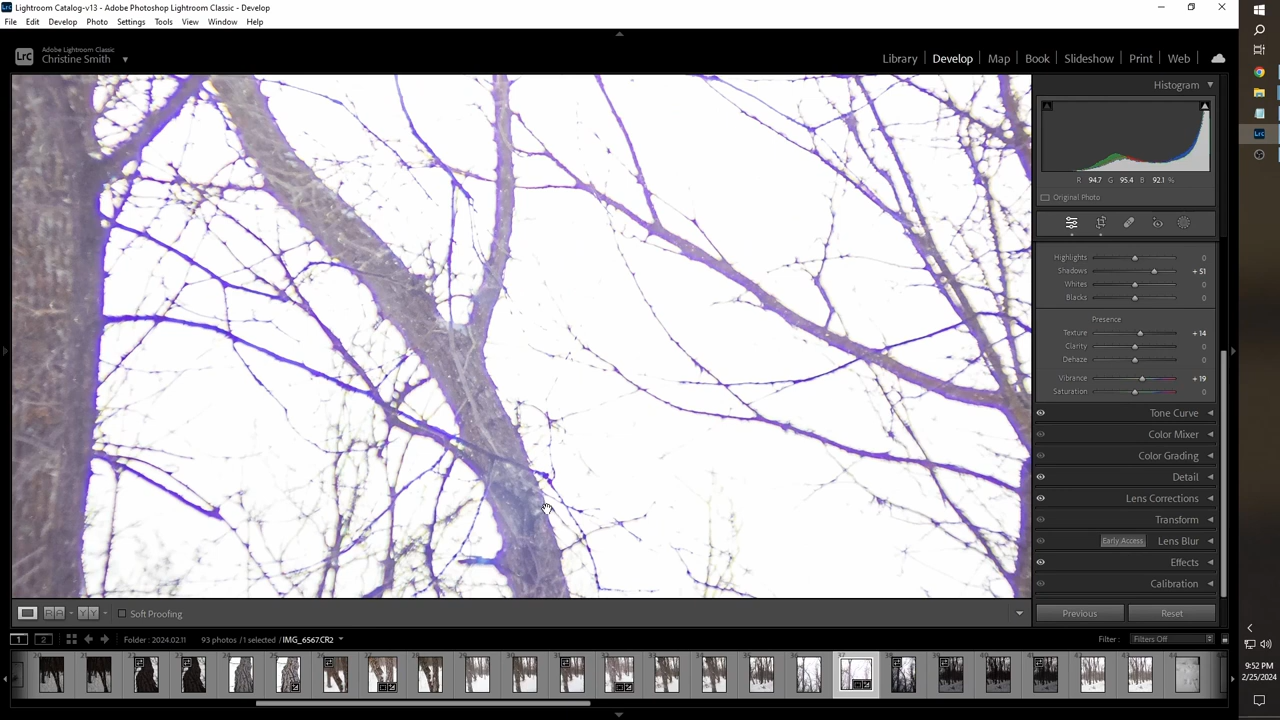 Lightroom Catalog-v13 - Adobe Photoshop Lightroom Classic - Develop
File Edit Develop Photo Settings Tools View Window Help
Lrc
Adobe Lightroom Classic
Christine Smith
Library Develop Map Book Slideshow Print Web
Histogram
R 94.7 G 95.4 B 92.1 %
Original Photo
Highlights 0
Shadows + 51
Whites 0
Blacks 0
Presence
Texture + 14
Clarity 0
Dehaze 0
Vibrance + 19
Saturation 0
Tone Curve
Color Mixer
Color Grading
Detail
Lens Corrections
Transform
Early Access Lens Blur
Effects
Calibration
Previous Reset
Soft Proofing
1 2 Folder : 2024.02.11 93 photos / 1 selected / IMG_6567.CR2
Filter : Filters Off
9:52 PM
2/25/2024